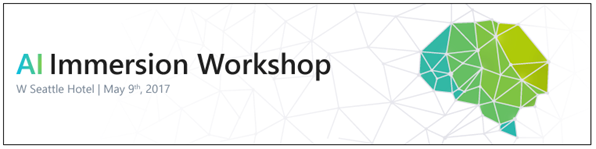 AI Immersion Workshop
W Seattle Hotel | May 9th, 2017